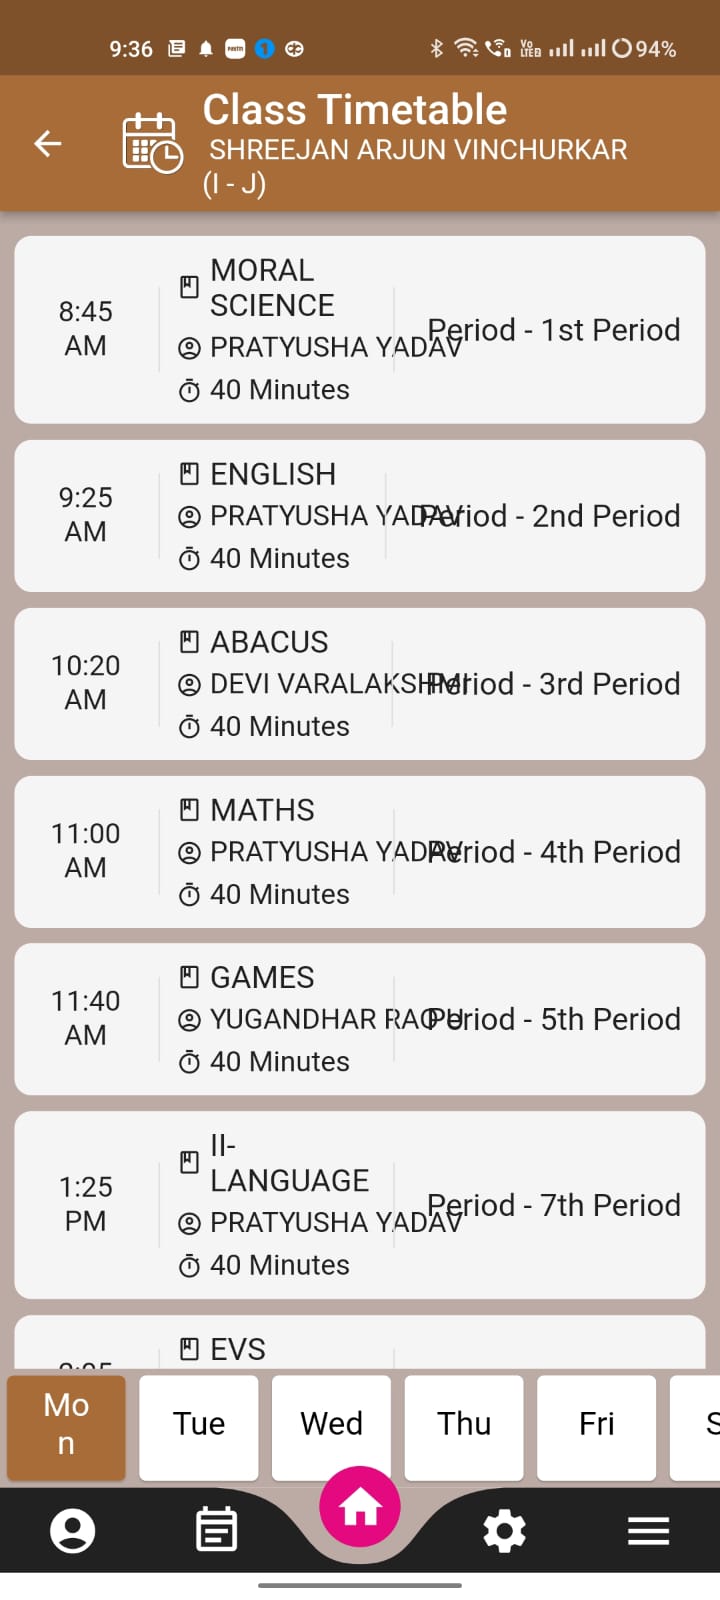 9:36
94%
Class Timetable
SHREEJAN ARJUN VINCHURKAR
(I - J)
8:45
AM
MORAL
SCIENCE
PRATYUSHA YADAV
40 Minutes
Period - 1st Period
9:25
AM
ENGLISH
PRATYUSHA YADAV
40 Minutes
Period - 2nd Period
10:20
AM
ABACUS
DEVI VARALAKSHMI
40 Minutes
Period - 3rd Period
11:00
AM
MATHS
PRATYUSHA YADAV
40 Minutes
Period - 4th Period
11:40
AM
GAMES
YUGANDHAR RAO U
40 Minutes
Period - 5th Period
1:25
PM
II-
LANGUAGE
PRATYUSHA YADAV
40 Minutes
Period - 7th Period
EVS
Mo
n
Tue
Wed
Thu
Fri
S